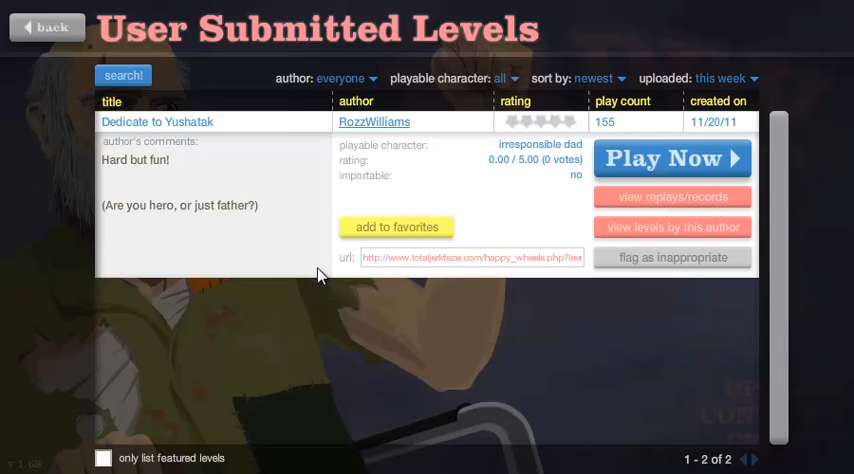 back
User Submitted Levels
search!
author: everyone playable character: all sort by: newest uploaded: this week
title author rating play count created on
Dedicate to Yushatak RozzWilliams 155 11/20/11
author's comments:
Hard but fun!
(Are you hero, or just father?)
playable character: irresponsible dad
rating: 0.00 / 5.00 (0 votes)
importable: no
add to favorites
url: http://www.totaljerkface.com/happy_wheels.php?leve
Play Now
view replays/records
view levels by this author
flag as inappropriate
only list featured levels
1 - 2 of 2